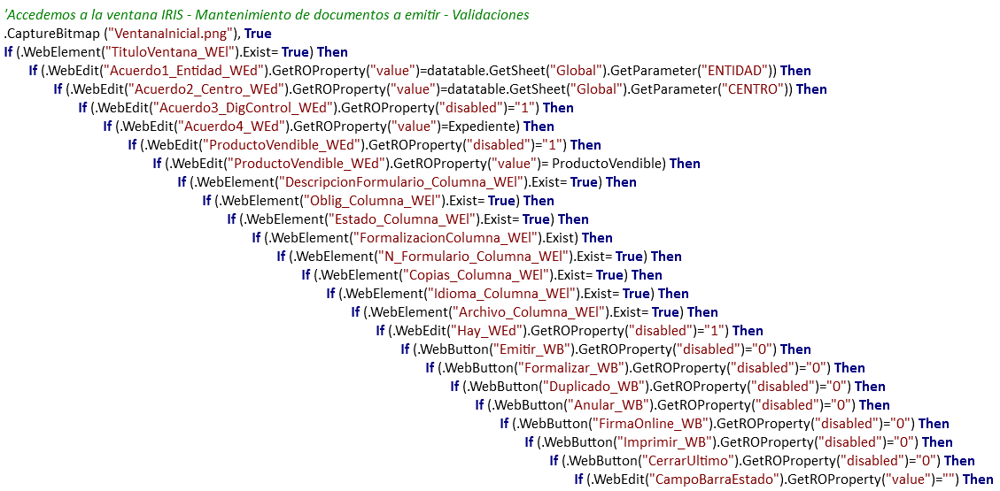 'Accedemos a la ventana IRIS - Mantenimiento de documentos a emitir - Validaciones
.CaptureBitmap ("VentanaInicial.png"), True
If (.WebElement("TituloVentana_WEl").Exist= True) Then
If (.WebEdit("Acuerdo1_Entidad_WEd").GetROProperty("value")=datatable.GetSheet("Global").GetParameter("ENTIDAD")) Then
If (.WebEdit("Acuerdo2_Centro_WEd").GetROProperty("value")=datatable.GetSheet("Global").GetParameter("CENTRO")) Then
If (.WebEdit("Acuerdo3_DigControl_WEd").GetROProperty("disabled")="1") Then
If (.WebEdit("Acuerdo4_WEd").GetROProperty("value")=Expediente) Then
If (.WebEdit("ProductoVendible_WEd").GetROProperty("disabled")="1") Then
If (.WebEdit("ProductoVendible_WEd").GetROProperty("value")= ProductoVendible) Then
If (.WebElement("DescripcionFormulario_Columna_WEl").Exist= True) Then
If (.WebElement("Oblig_Columna_WEl").Exist= True) Then
If (.WebElement("Estado_Columna_WEl").Exist= True) Then
If (.WebElement("FormalizacionColumna_WEl").Exist) Then
If (.WebElement("N_Formulario_Columna_WEl").Exist= True) Then
If (.WebElement("Copias_Columna_WEl").Exist= True) Then
If (.WebElement("Idioma_Columna_WEl").Exist= True) Then
If (.WebElement("Archivo_Columna_WEl").Exist= True) Then
If (.WebEdit("Hay_WEd").GetROProperty("disabled")="1") Then
If (.WebButton("Emitir_WB").GetROProperty("disabled")="0") Then
If (.WebButton("Formalizar_WB").GetROProperty("disabled")="0") Then
If (.WebButton("Duplicado_WB").GetROProperty("disabled")="0") Then
If (.WebButton("Anular_WB").GetROProperty("disabled")="0") Then
If (.WebButton("FirmaOnline_WB").GetROProperty("disabled")="0") Then
If (.WebButton("Imprimir_WB").GetROProperty("disabled")="0") Then
If (.WebButton("CerrarUltimo").GetROProperty("disabled")="0") Then
If (.WebEdit("CampoBarraEstado").GetROProperty("value")="") Then